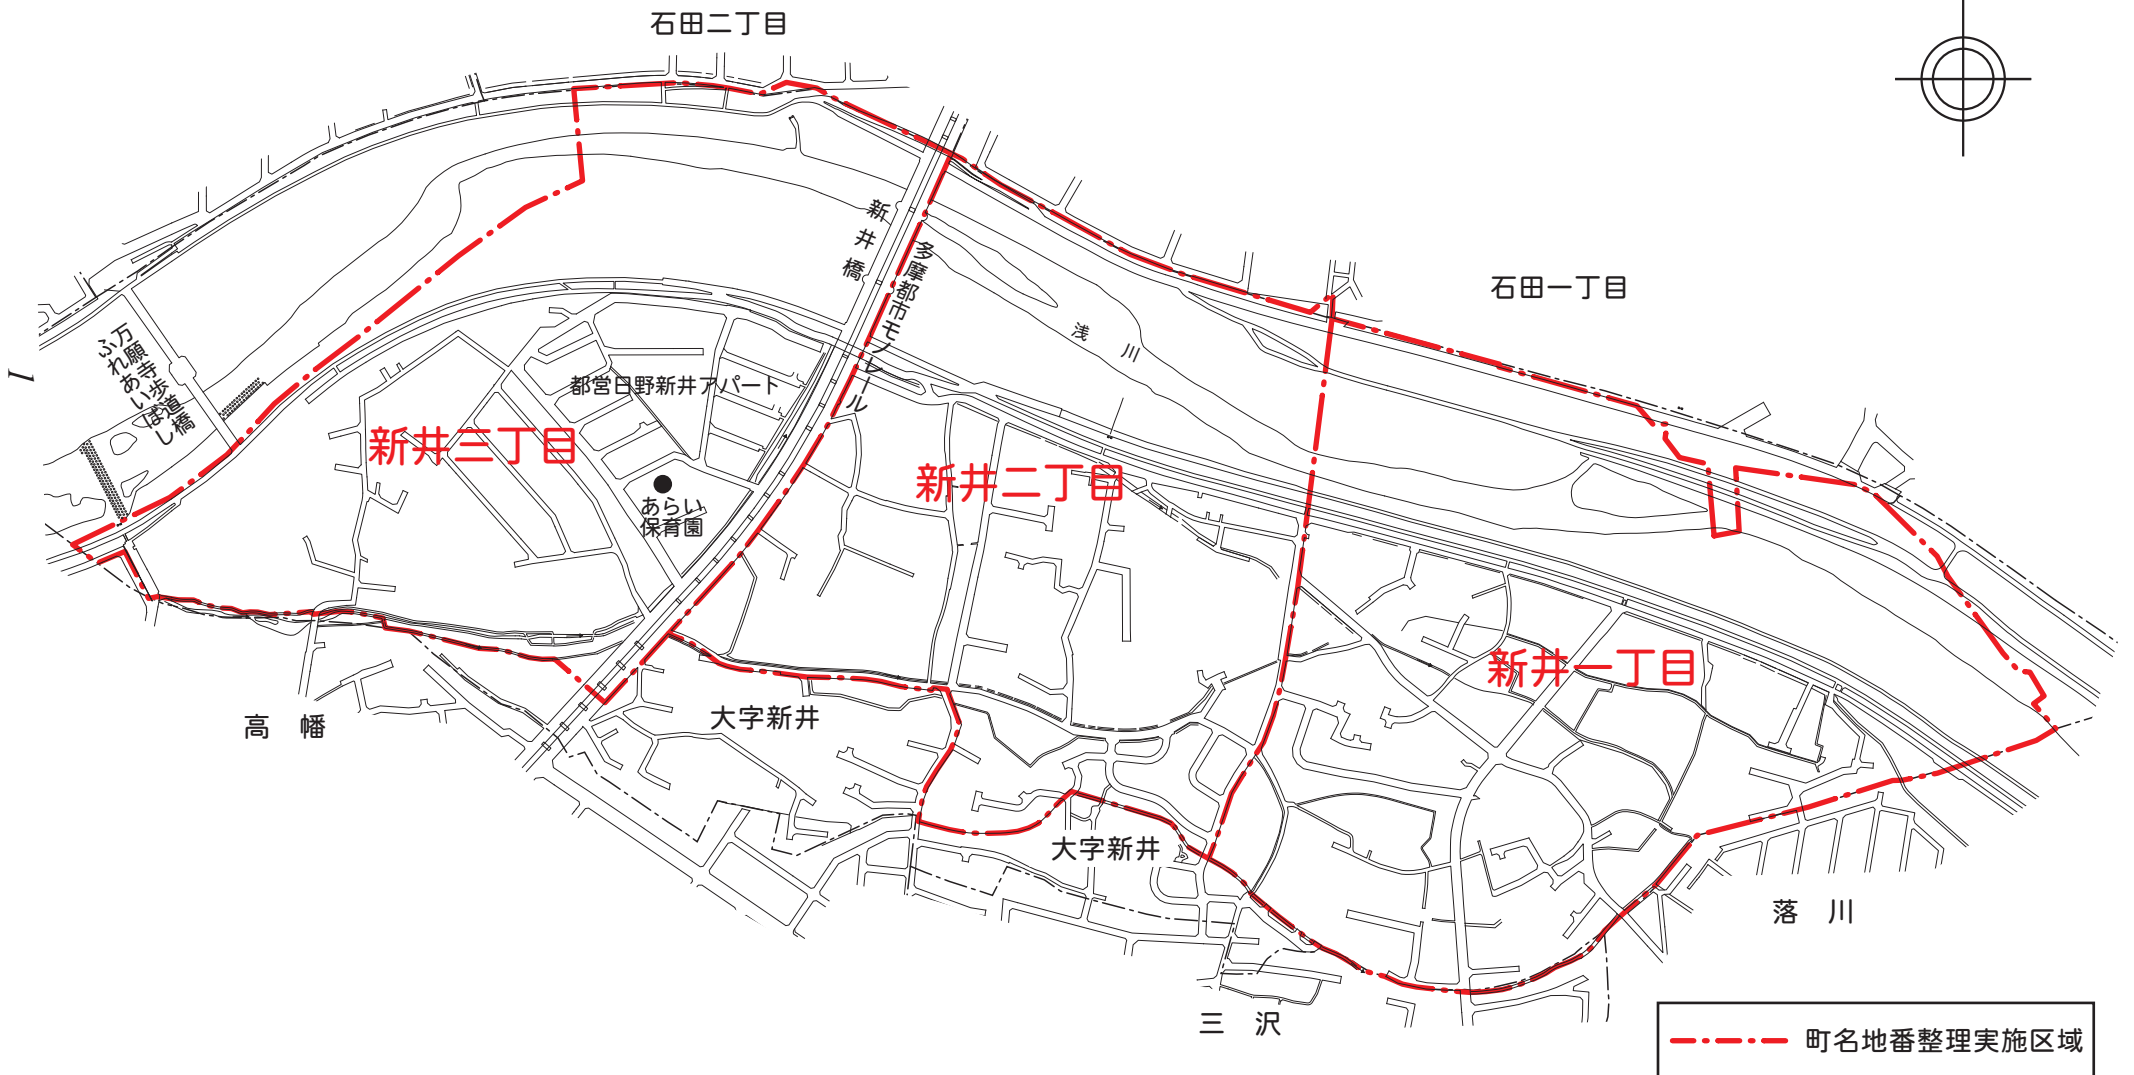 石田二丁目
新井橋
多摩都市モノレール
石田一丁目
浅川
万願寺歩道橋
ふれあいばし
都営日野新井アパート
新井三丁目
新井二丁目
あらい
保育園
新井一丁目
大字新井
高幡
大字新井
落川
三沢
町名地番整理実施区域